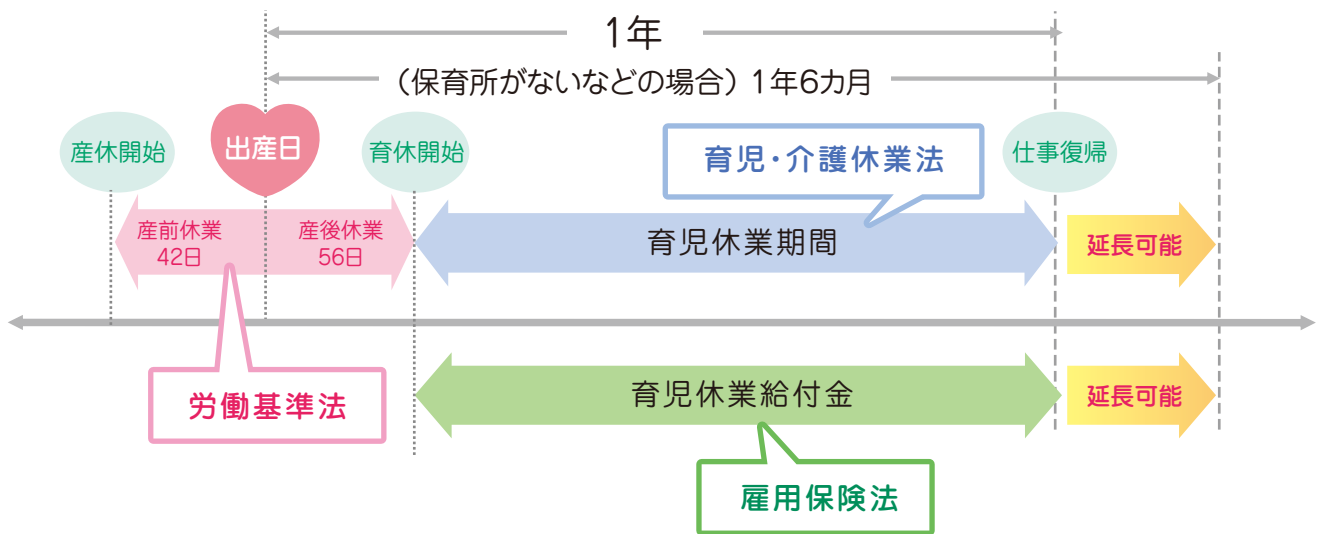 1年
（保育所がないなどの場合）1年6カ月
産休開始
出産日
育休開始
育児・介護休業法
仕事復帰
産前休業
42日
産後休業
56日
育児休業期間
延長可能
労働基準法
育児休業給付金
延長可能
雇用保険法